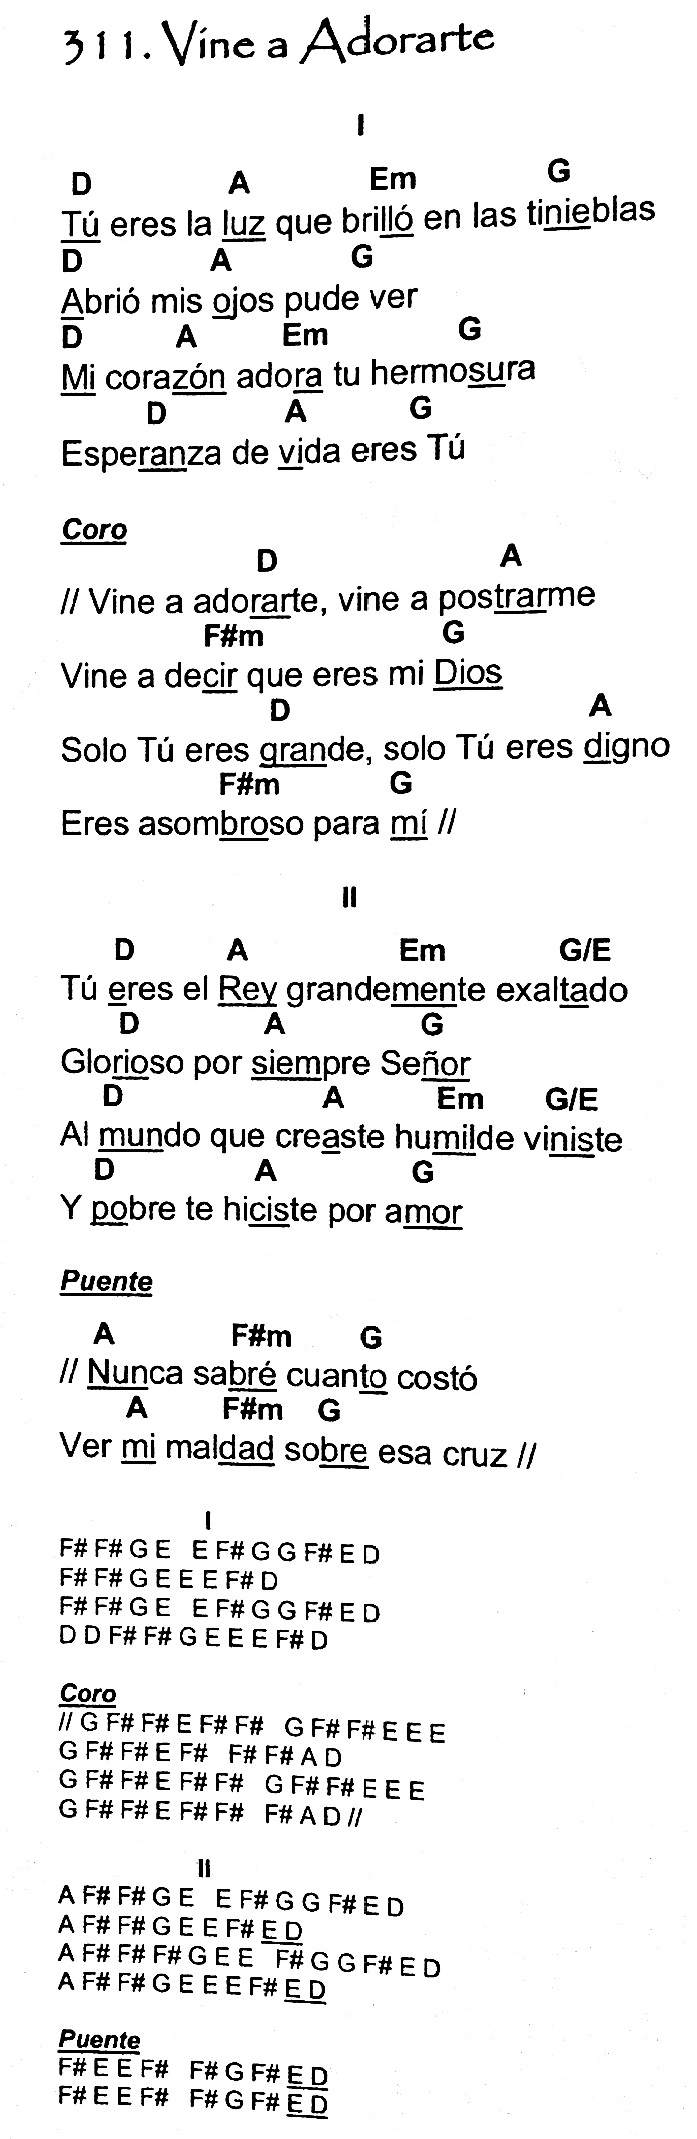 311. Vine a Adorarte
I
D A Em G
Tú eres la luz que brilló en las tinieblas
D A G
Abrió mis ojos pude ver
D A Em G
Mi corazón adora tu hermosura
D A G
Esperanza de vida eres Tú
Coro
D A
// Vine a adorarte, vine a postrarme
F#m G
Vine a decir que eres mi Dios
D A
Solo Tú eres grande, solo Tú eres digno
F#m G
Eres asombroso para mí //
II
D A Em G/E
Tú eres el Rey grandemente exaltado
D A G
Glorioso por siempre Señor
D A Em G/E
Al mundo que creaste humilde viniste
D A G
Y pobre te hiciste por amor
Puente
A F#m G
// Nunca sabré cuanto costó
A F#m G
Ver mi maldad sobre esa cruz //
I
F# F# G E E F# G G F# E D
F# F# G E E E F# D
F# F# G E E F# G G F# E D
D D F# F# G E E E F# D
Coro
// G F# F# E F# F# G F# F# E E E
G F# F# E F# F# F# A D
G F# F# E F# F# G F# F# E E E
G F# F# E F# F# F# A D //
II
A F# F# G E E F# G G F# E D
A F# F# G E E F# E D
A F# F# F# G E E F# G G F# E D
A F# F# G E E E F# E D
Puente
F# E E F# F# G F# E D
F# E E F# F# G F# E D